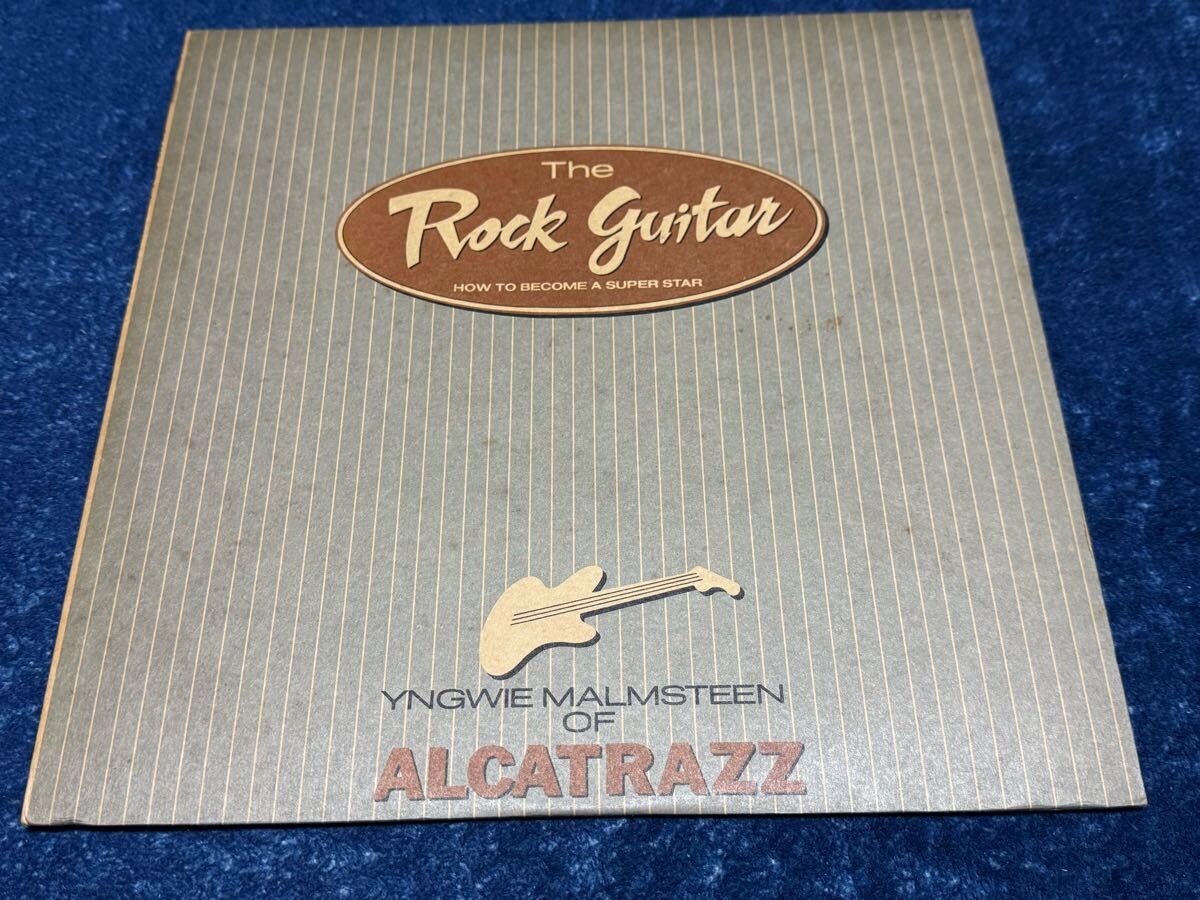 The
Rock Guitar
HOW TO BECOME A SUPER STAR
YNGWIE MALMSTEEN
OF
ALCATRAZZ